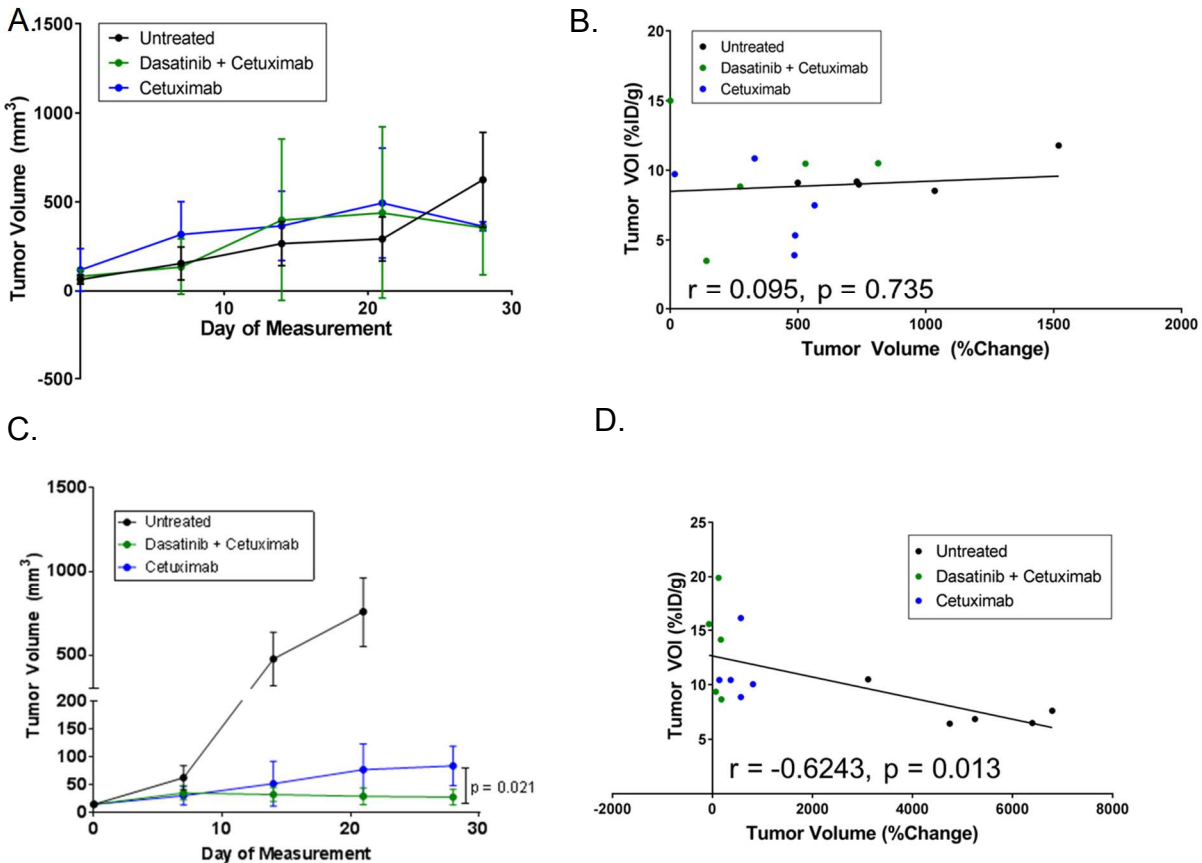 A.
1500
1000
500
0
-500
10
20
30
Tumor Volume (mm³)
Day of Measurement
Untreated
Dasatinib + Cetuximab
Cetuximab
B.
20
15
10
5
0
0
500
1000
1500
2000
Tumor VOI (%ID/g)
Tumor Volume (%Change)
Untreated
Dasatinib + Cetuximab
Cetuximab
r = 0.095, p = 0.735
C.
1500
1000
500
200
150
100
50
0
0
10
20
30
Tumor Volume (mm³)
Day of Measurement
Untreated
Dasatinib + Cetuximab
Cetuximab
p = 0.021
D.
25
20
15
10
5
-2000
0
2000
4000
6000
8000
Tumor VOI (%ID/g)
Tumor Volume (%Change)
Untreated
Dasatinib + Cetuximab
Cetuximab
r = -0.6243, p = 0.013